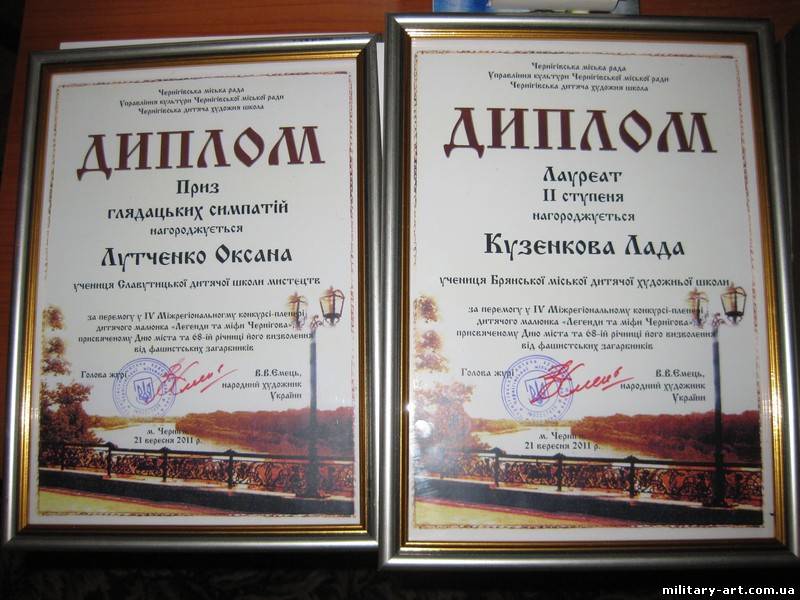 Чернігівська міська рада
Управління культури Чернігівської міської ради
Чернігівська дитяча художня школа
ДИПЛОМ
Приз
глядацьких симпатій
нагороджується
Лутченко Оксана
учениця Славутицької дитячої школи мистецтв
за перемогу у IV Міжрегіональному конкурсі-пленері
дитячого малюнка «Легенди та міфи Чернігова»,
присвяченому Дню міста та 68-ій річниці його визволення
від фашистських загарбників
Голова журі
В.В.Ємець,
народний художник
України
м. Черні
21 вересня 2011 р.
Чернігівська міська рада
Управління культури Чернігівської міської ради
Чернігівська дитяча художня школа
ДИПЛОМ
Лауреат
II ступеня
нагороджується
Кузенкова Лада
учениця Брянської міської дитячої художньої школи
за перемогу у IV Міжрегіональному конкурсі-пленері
дитячого малюнка «Легенди та міфи Чернігова»,
присвяченому Дню міста та 68-ій річниці його визволення
від фашистських загарбників
Голова журі
В.В.Ємець,
народний художник
України
м. Черні
21 вересня 2011 р.
military-art.com.ua